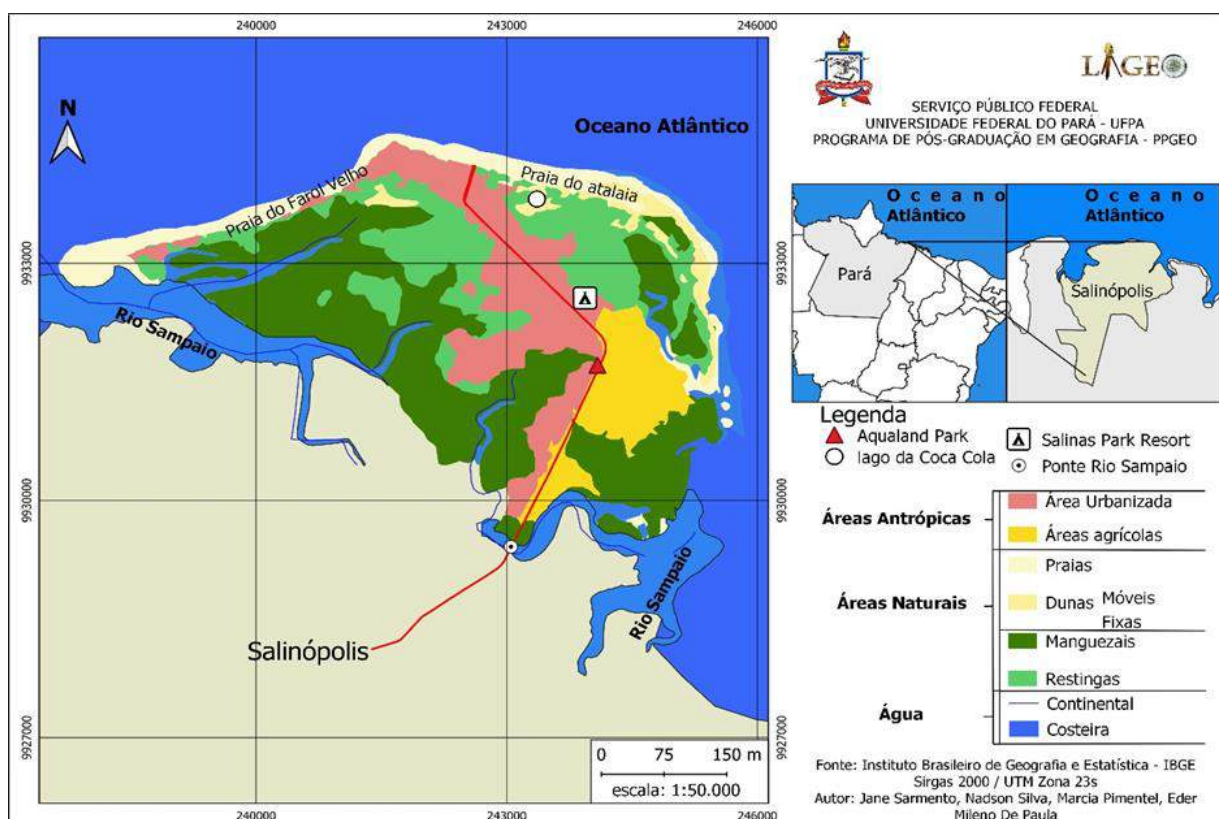 240000
243000
246000
N
Oceano Atlântico
Praia do Farol Velho
Praia do atalaia
9933000
9933000
Rio Sampaio
9930000
9930000
Rio Sampaio
Salinópolis
9927000
9927000
0 75 150 m
escala: 1:50.000
240000
243000
246000
LAGEO
SERVIÇO PÚBLICO FEDERAL
UNIVERSIDADE FEDERAL DO PARÁ - UFPA
PROGRAMA DE PÓS-GRADUAÇÃO EM GEOGRAFIA - PPGEO
Oceano
Atlântico
Pará
Oceano
Atlântico
Salinópolis
Legenda
Aqualand Park
lago da Coca Cola
Salinas Park Resort
Ponte Rio Sampaio
Áreas Antrópicas
Área Urbanizada
Áreas agrícolas
Áreas Naturais
Praias
Dunas Móveis
Fixas
Manguezais
Restingas
Água
Continental
Costeira
Fonte: Instituto Brasileiro de Geografia e Estatística - IBGE
Sirgas 2000 / UTM Zona 23s
Autor: Jane Sarmento, Nadson Silva, Marcia Pimentel, Eder
Mileno De Paula